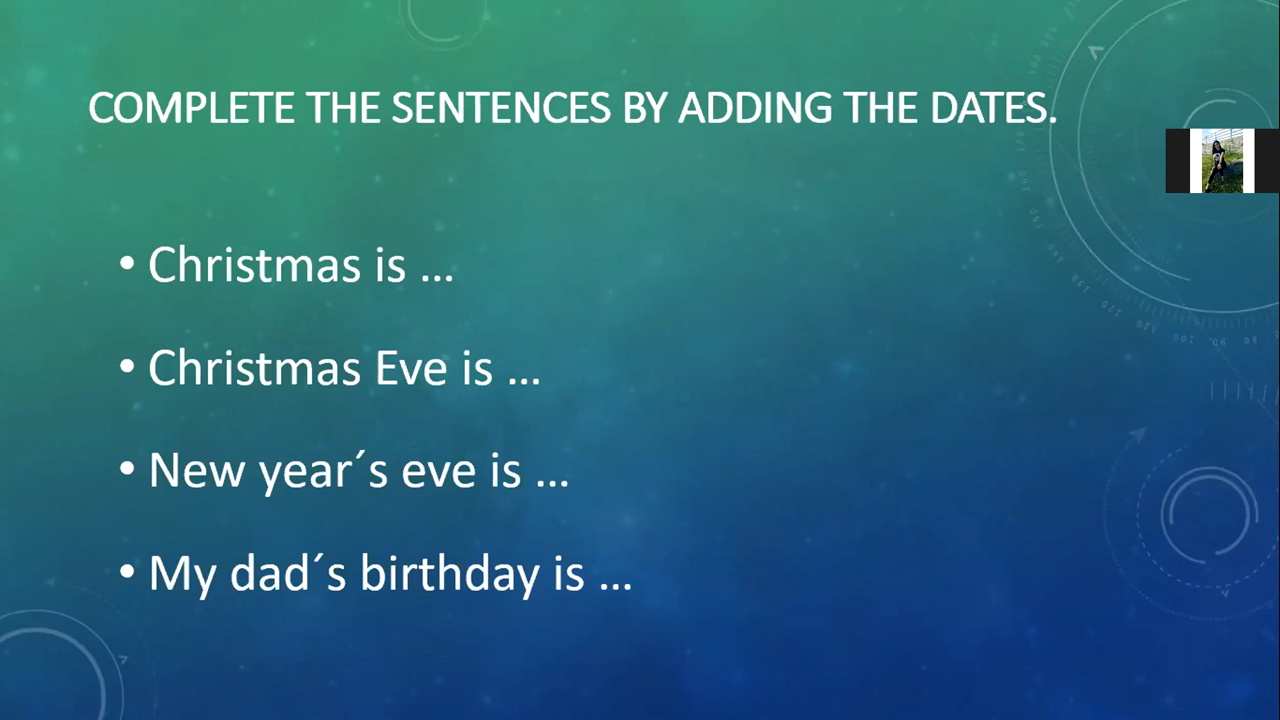 COMPLETE THE SENTENCES BY ADDING THE DATES.
• Christmas is ...
• Christmas Eve is ...
• New year´s eve is ...
• My dad´s birthday is ...